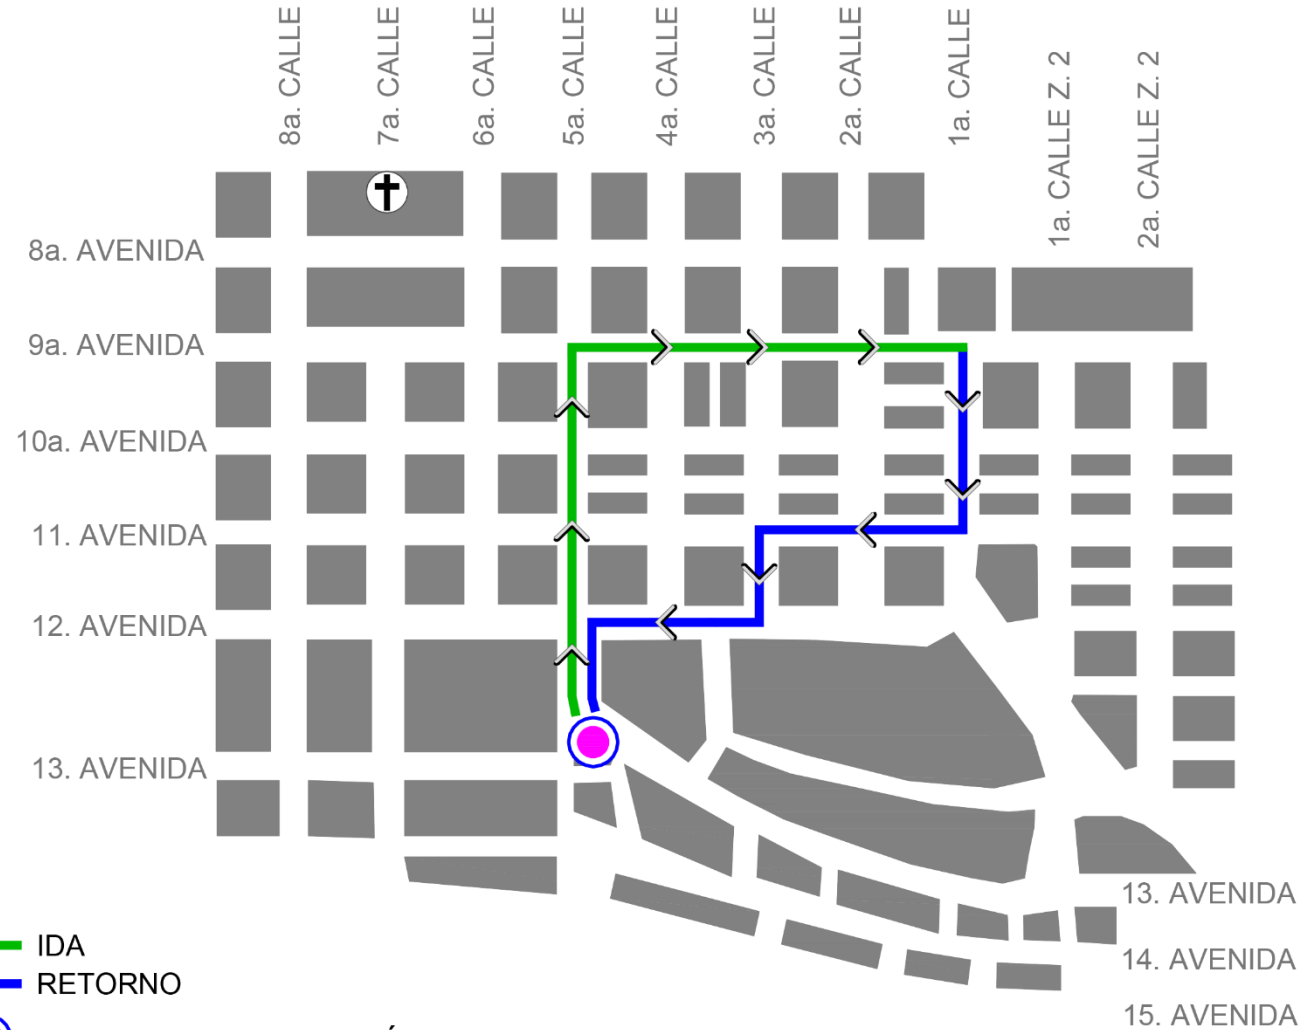 8a. CALLE
7a. CALLE
6a. CALLE
5a. CALLE
4a. CALLE
3a. CALLE
2a. CALLE
1a. CALLE
1a. CALLE Z. 2
2a. CALLE Z. 2
8a. AVENIDA
9a. AVENIDA
10a. AVENIDA
11. AVENIDA
12. AVENIDA
13. AVENIDA
13. AVENIDA
14. AVENIDA
15. AVENIDA
IDA
RETORNO